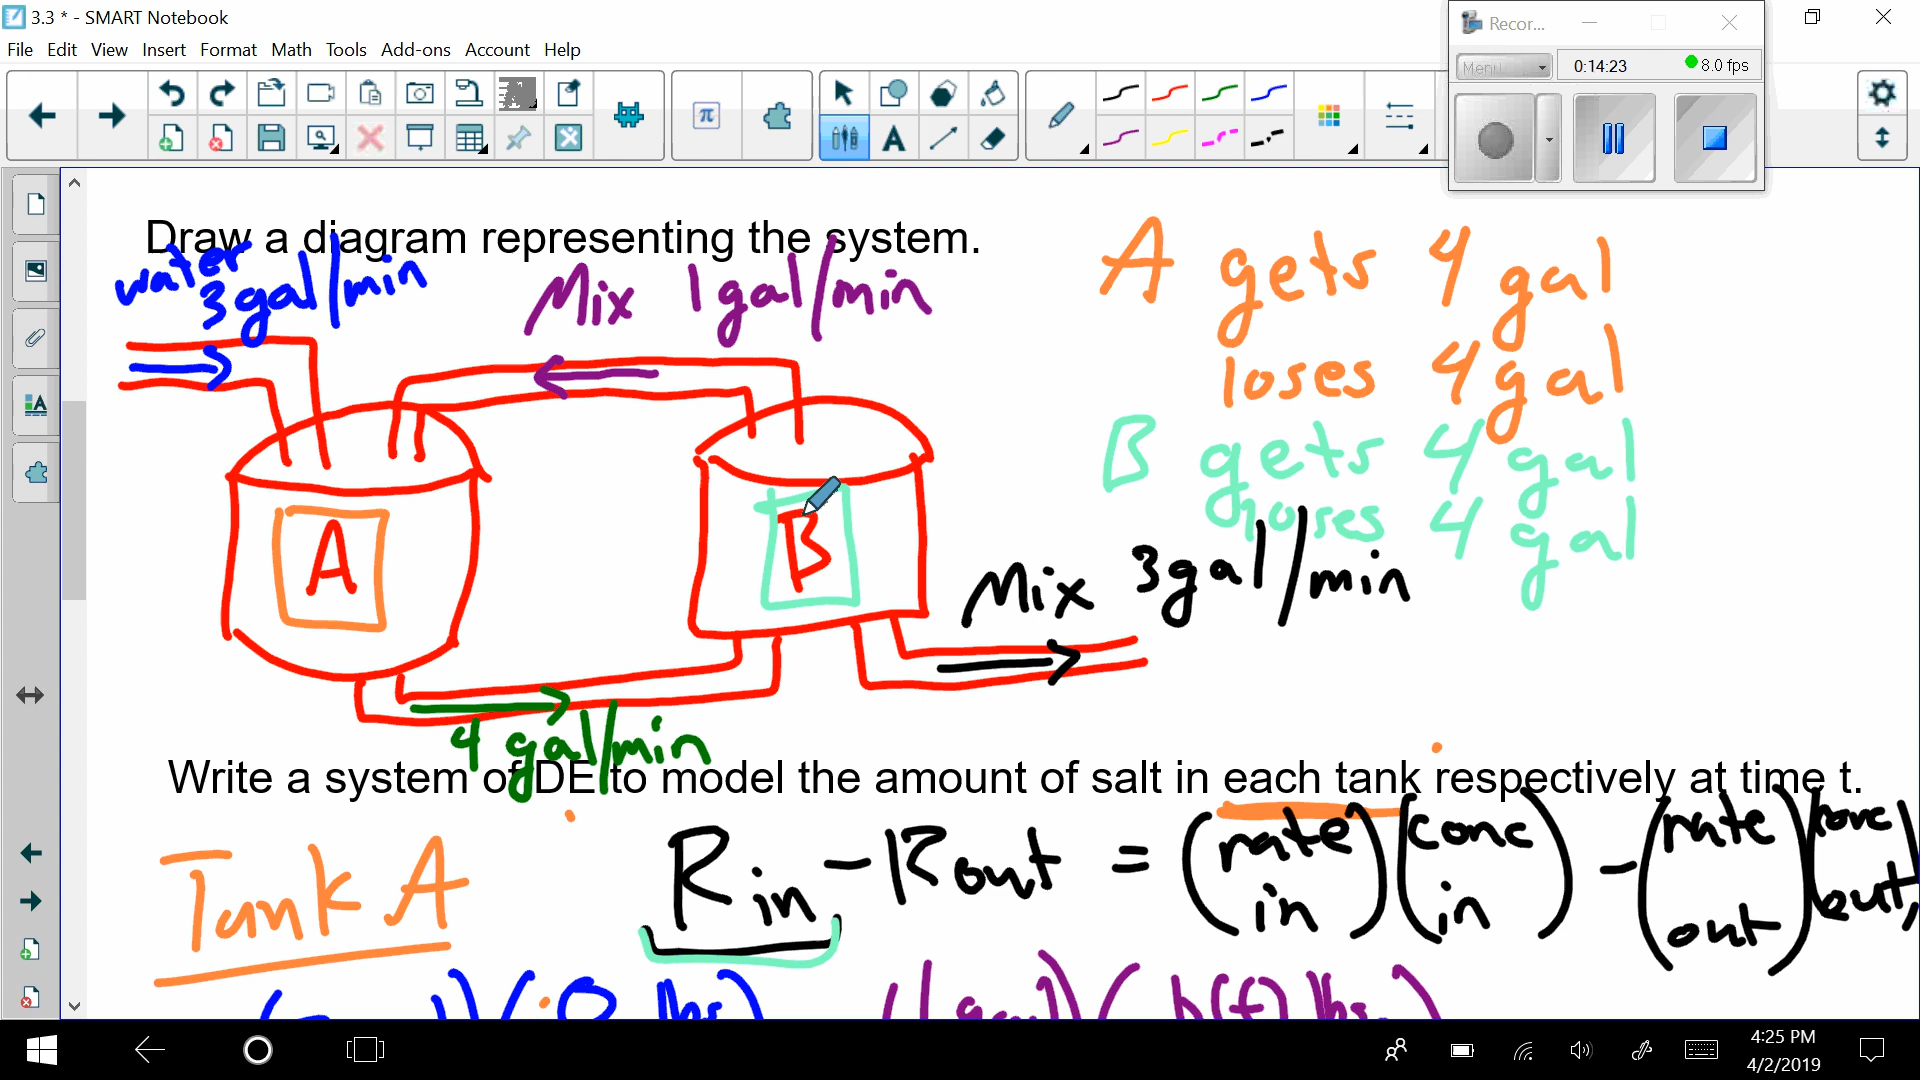 3.3 * - SMART Notebook
File Edit View Insert Format Math Tools Add-ons Account Help
Recor...
Menu
0:14:23
8.0 fps
Draw a diagram representing the system.
water
3 gal/min
Mix 1 gal/min
A gets 4 gal
loses 4 gal
B gets 4 gal
loses 4 gal
A
B
Mix 3 gal/min
4 gal/min
Write a system of DE to model the amount of salt in each tank respectively at time t.
Tank A
Rin - Rout = (rate in)(conc in) - (rate out)(conc out)
4:25 PM
4/2/2019